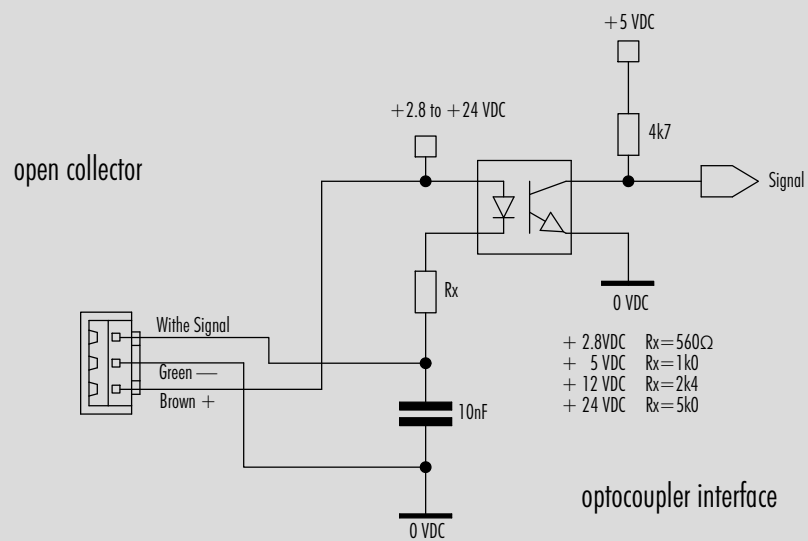 +5 VDC
+2.8 to +24 VDC
4k7
open collector
Signal
Rx
0 VDC
Withe Signal
Green —
Brown +
+ 2.8VDC Rx=560Ω
+ 5 VDC Rx=1k0
+ 12 VDC Rx=2k4
+ 24 VDC Rx=5k0
10nF
optocoupler interface
0 VDC